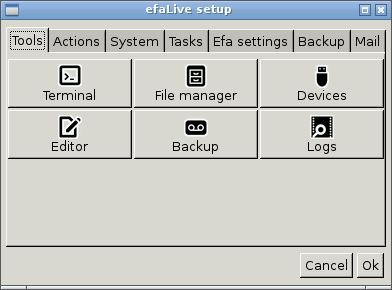 efaLive setup
Tools Actions System Tasks Efa settings Backup Mail
Terminal File manager Devices
Editor Backup Logs
Cancel Ok